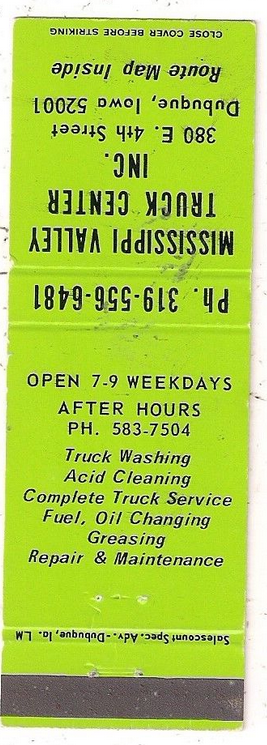 CLOSE COVER BEFORE STRIKING
Route Map Inside
Dubuque, Iowa 52001
380 E. 4th Street
INC.
TRUCK CENTER
MISSISSIPPI VALLEY
Ph. 319-556-6481
OPEN 7-9 WEEKDAYS
AFTER HOURS
PH. 583-7504
Truck Washing
Acid Cleaning
Complete Truck Service
Fuel, Oil Changing
Greasing
Repair & Maintenance
Salescount Spec. Adv. - Dubuque, Ia. LM